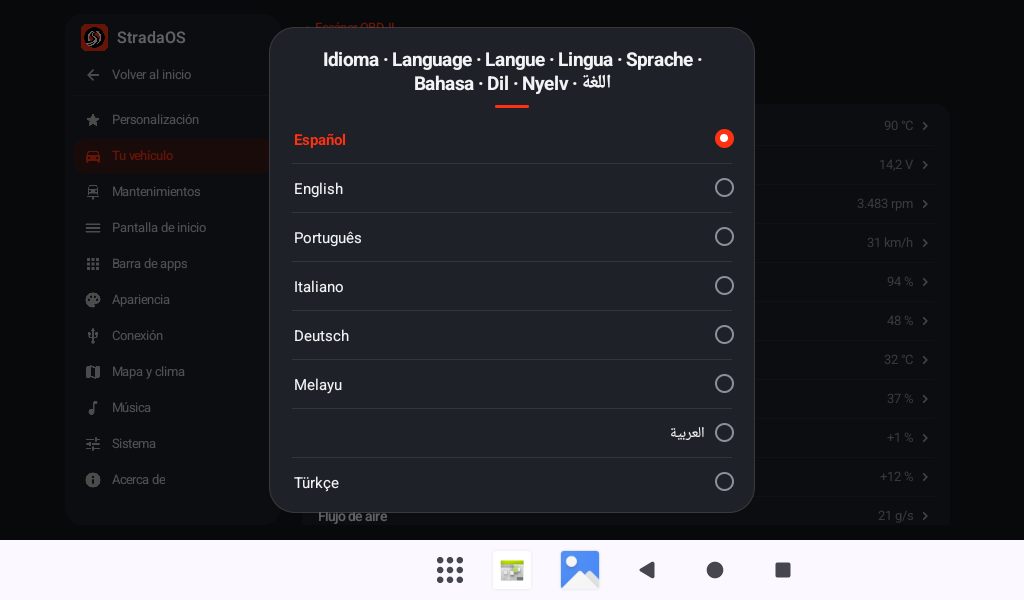 StradaOS
Volver al inicio
Personalización
Tu vehículo
Mantenimientos
Pantalla de inicio
Barra de apps
Apariencia
Conexión
Mapa y clima
Música
Sistema
Acerca de
Escáner OBD-II
Idioma · Language · Langue · Lingua · Sprache ·
Bahasa · Dil · Nyelv · اللغة
Español
English
Português
Italiano
Deutsch
Melayu
العربية
Türkçe
90 °C
14,2 V
3.483 rpm
31 km/h
94 %
48 %
32 °C
37 %
+1 %
+12 %
Flujo de aire
21 g/s